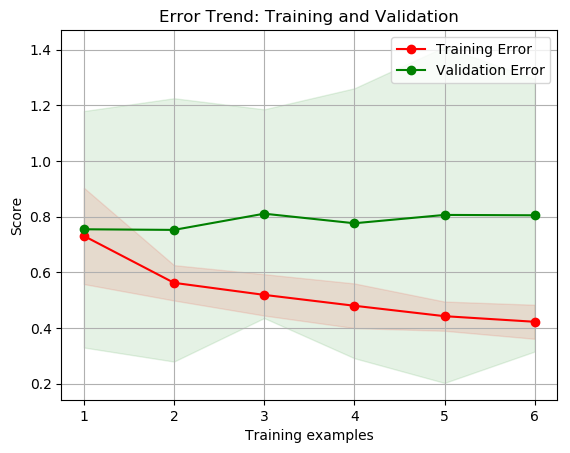 Error Trend: Training and Validation
Training Error
Validation Error
Score
1.4
1.2
1.0
0.8
0.6
0.4
0.2
1 2 3 4 5 6
Training examples